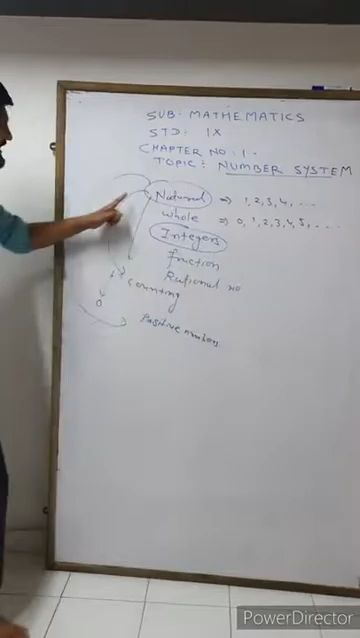 SUB: MATHEMATICS
STD: IX
CHAPTER NO: 1.
TOPIC: NUMBER SYSTEM
Natural ⇒ 1, 2, 3, 4, ...
whole ⇒ 0, 1, 2, 3, 4, 5, ....
Integers
fraction
Rational no
counting
0
Positive numbers
PowerDirector